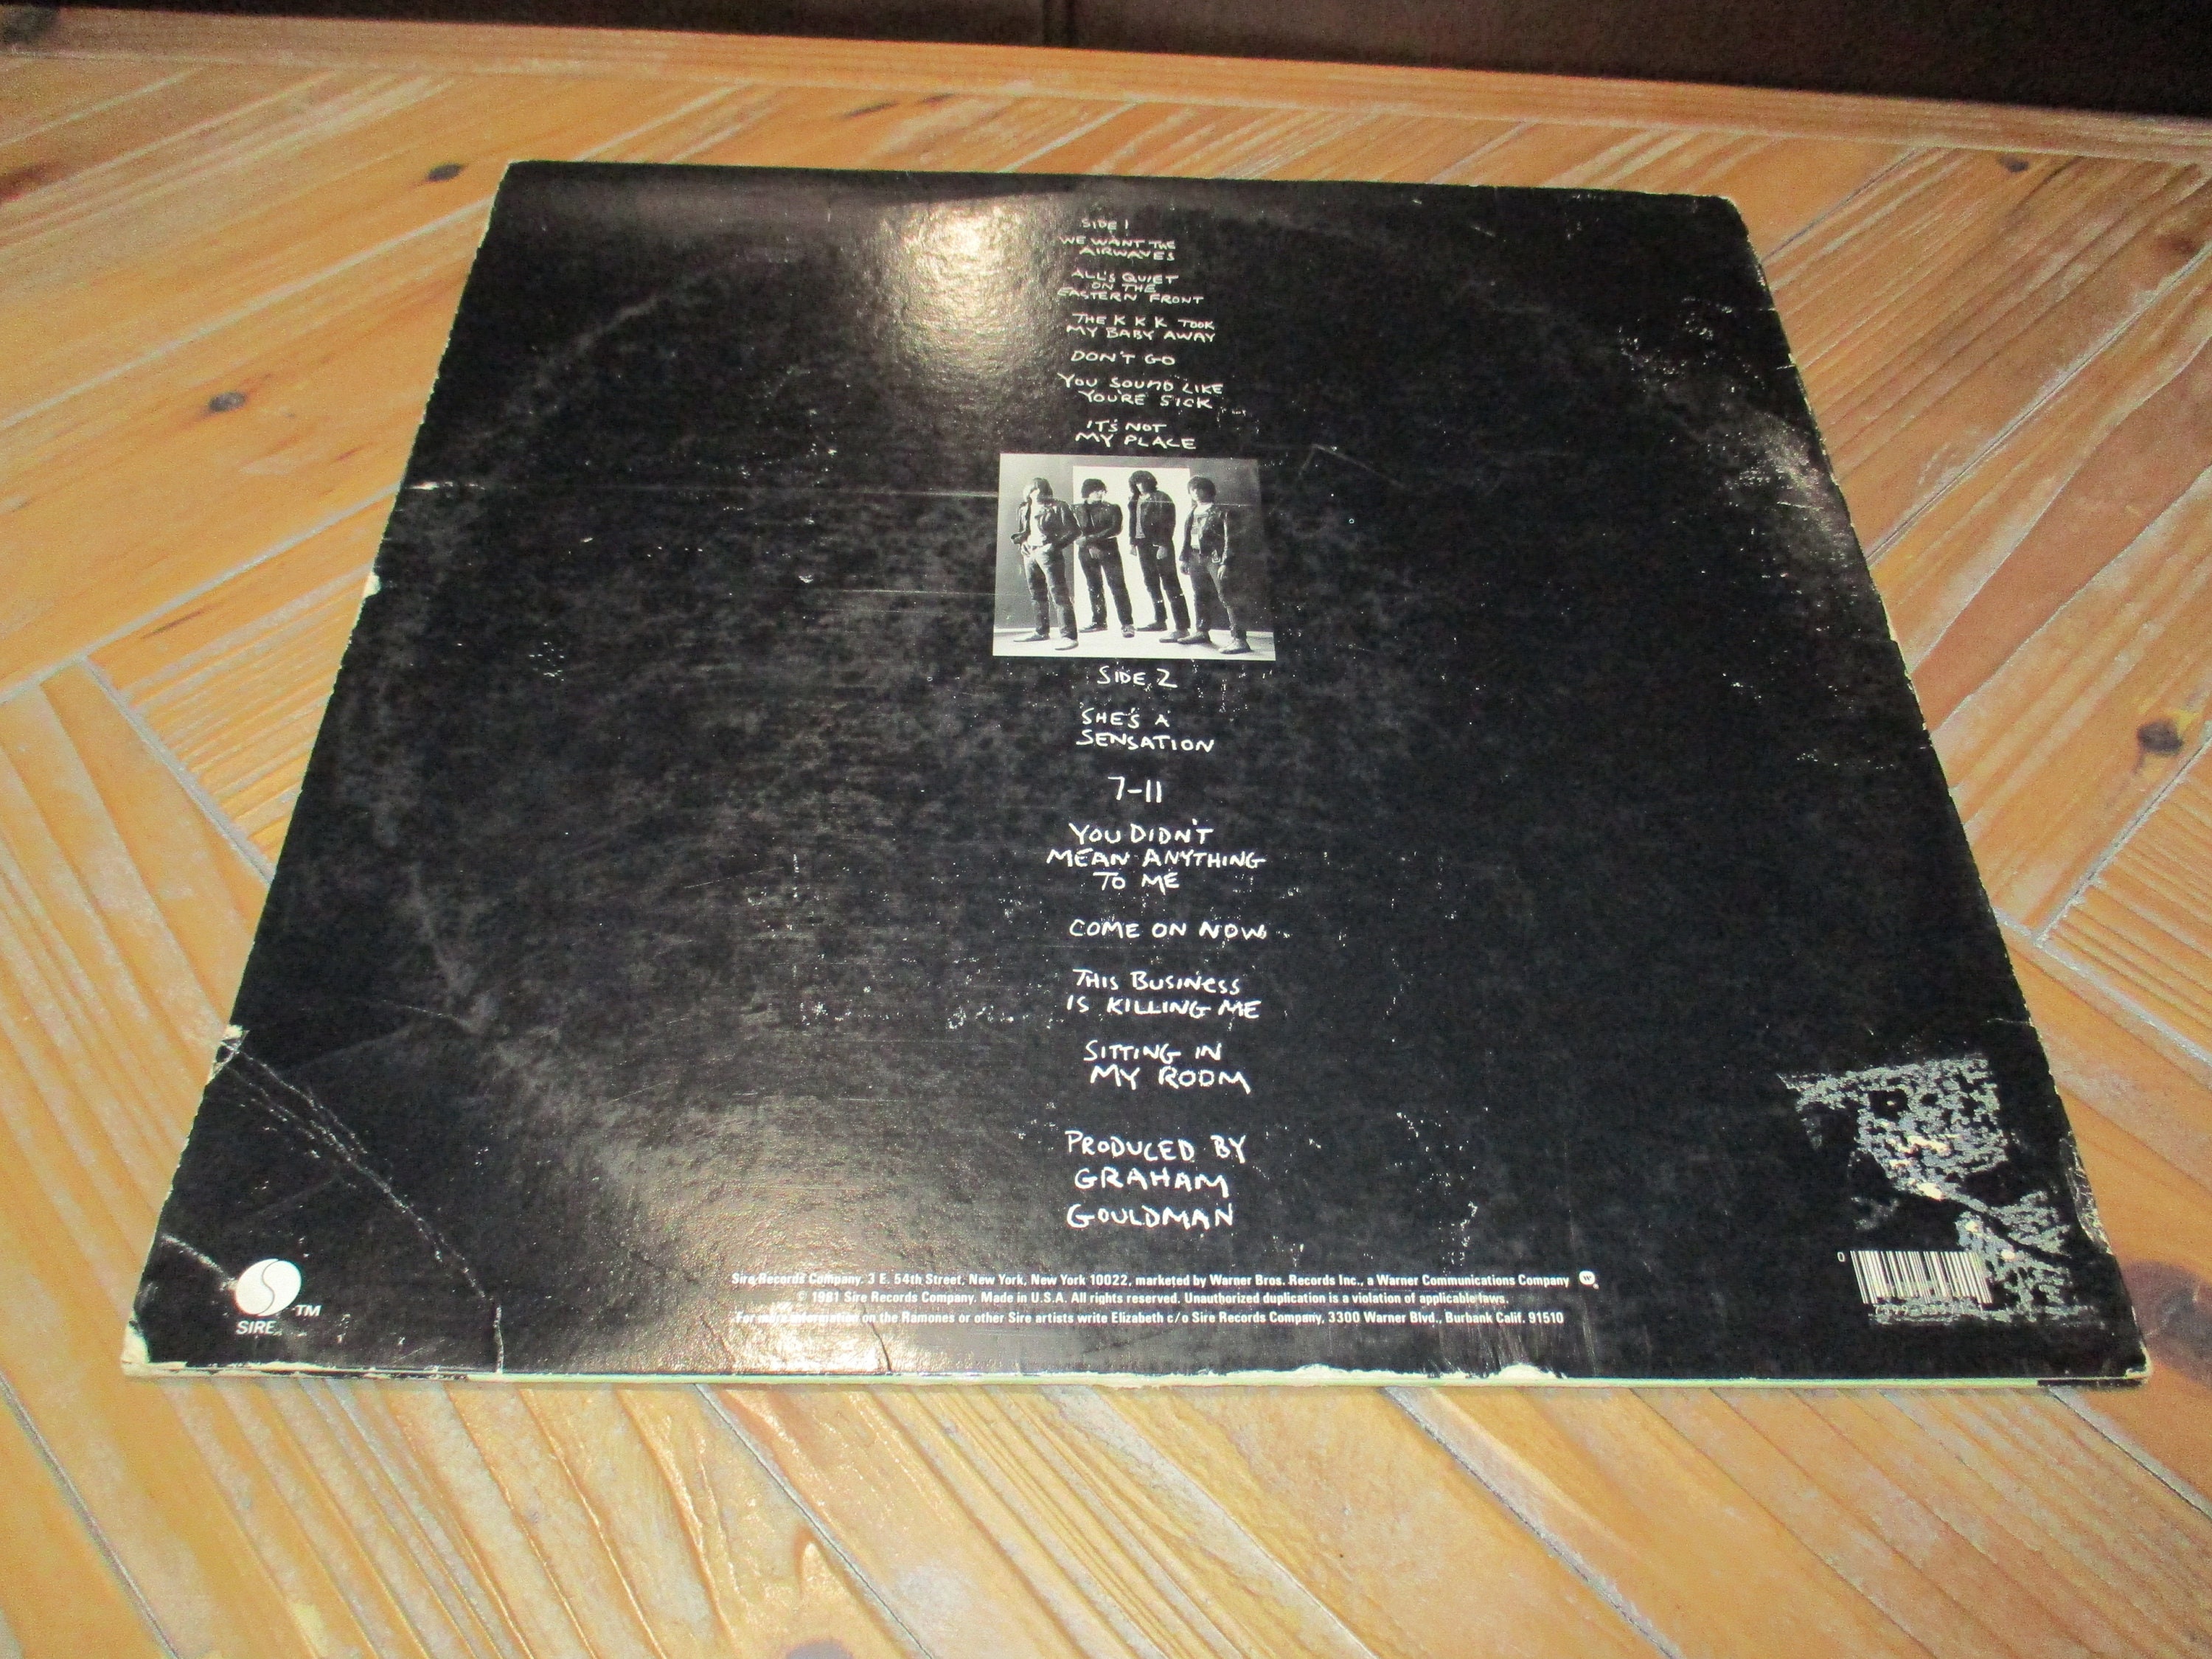 SIDE 1
WE WANT THE
AIRWAVES
ALL'S QUIET
ON THE
EASTERN FRONT
THE K K K TOOK
MY BABY AWAY
DON'T GO
YOU SOUND LIKE
YOU'RE SICK
IT'S NOT
MY PLACE
SIDE 2
SHE'S A
SENSATION
7-11
YOU DIDN'T
MEAN ANYTHING
TO ME
COME ON NOW
THIS BUSINESS
IS KILLING ME
SITTING IN
MY ROOM
PRODUCED BY
GRAHAM
GOULDMAN
Sire Records Company. 3 E. 54th Street, New York, New York 10022, marketed by Warner Bros. Records Inc., a Warner Communications Company
© 1981 Sire Records Company. Made in U.S.A. All rights reserved. Unauthorized duplication is a violation of applicable laws.
For more information on the Ramones or other Sire artists write Elizabeth c/o Sire Records Company, 3300 Warner Blvd., Burbank Calif. 91510
SIRE TM
0